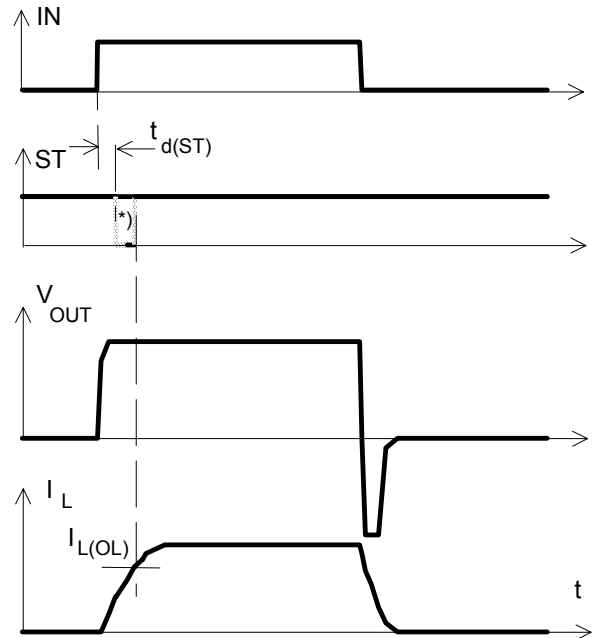 IN
t d(ST)
ST
*)
V OUT
I L
I L(OL)
t